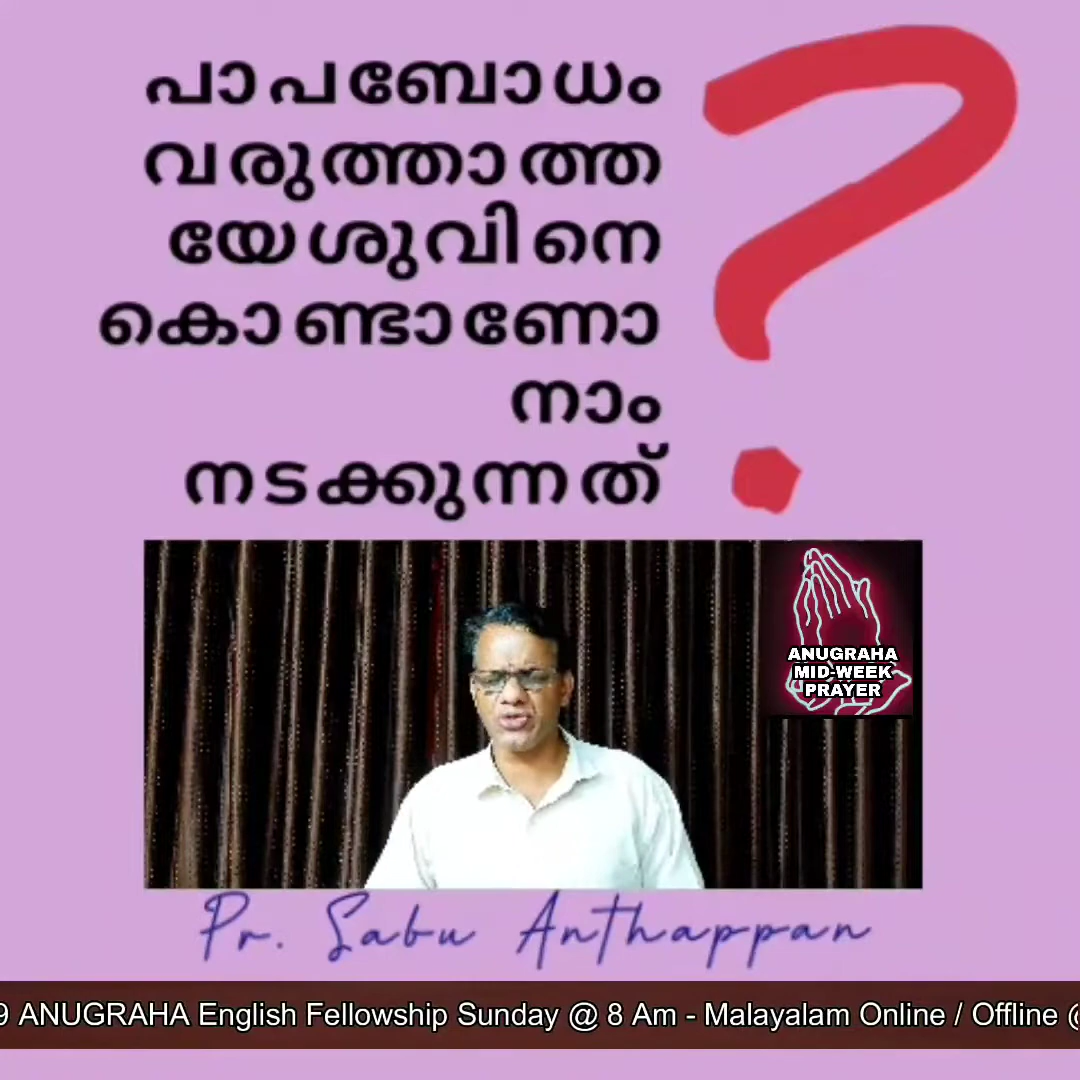 പാപബോധം
വരുത്താത്ത
യേശുവിനെ
കൊണ്ടാണോ
നാം
നടക്കുന്നത്
?
ANUGRAHA
MID-WEEK
PRAYER
Pr. Sabu Anthappan
9 ANUGRAHA English Fellowship Sunday @ 8 Am - Malayalam Online / Offline @